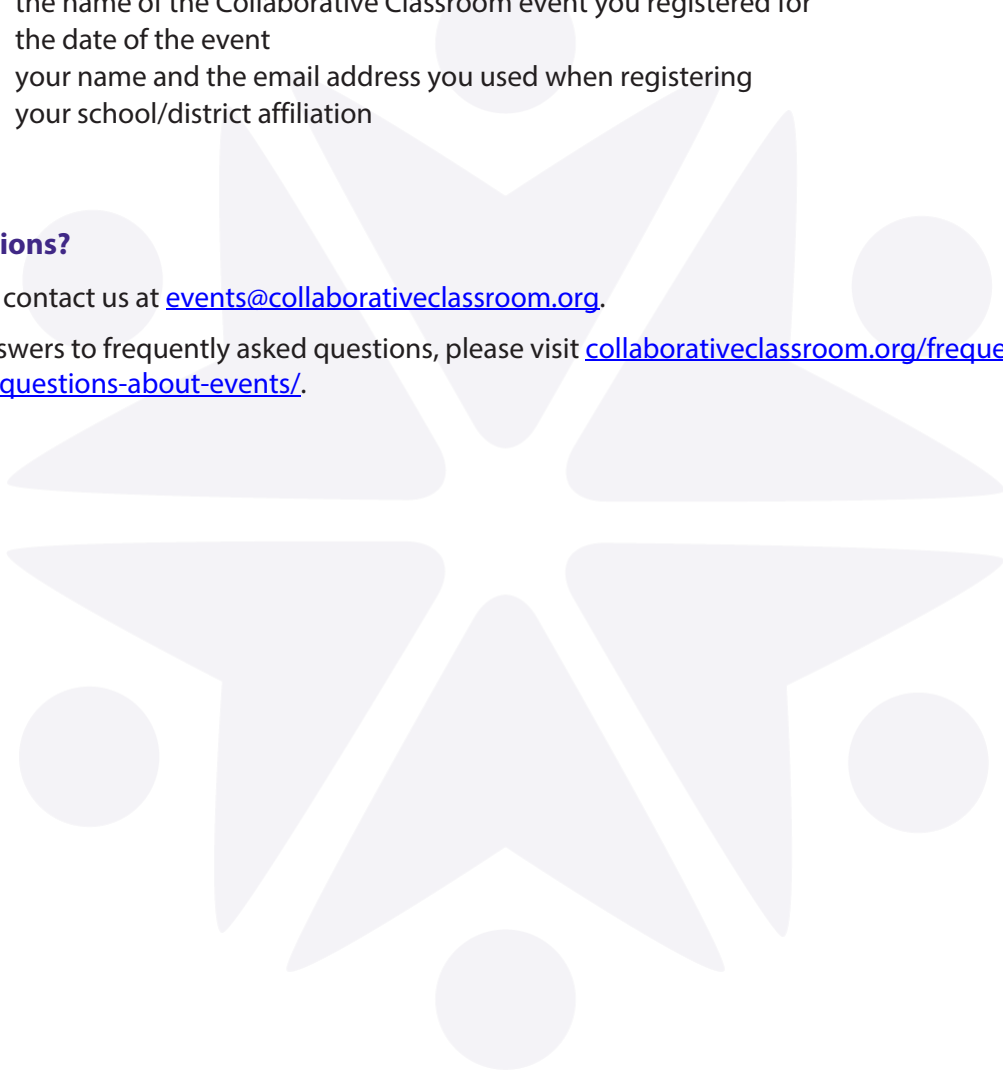 the name of the Collaborative Classroom event you registered for
the date of the event
your name and the email address you used when registering
your school/district affiliation
ions?
contact us at events@collaborativeclassroom.org.
swers to frequently asked questions, please visit collaborativeclassroom.org/freque
questions-about-events/.